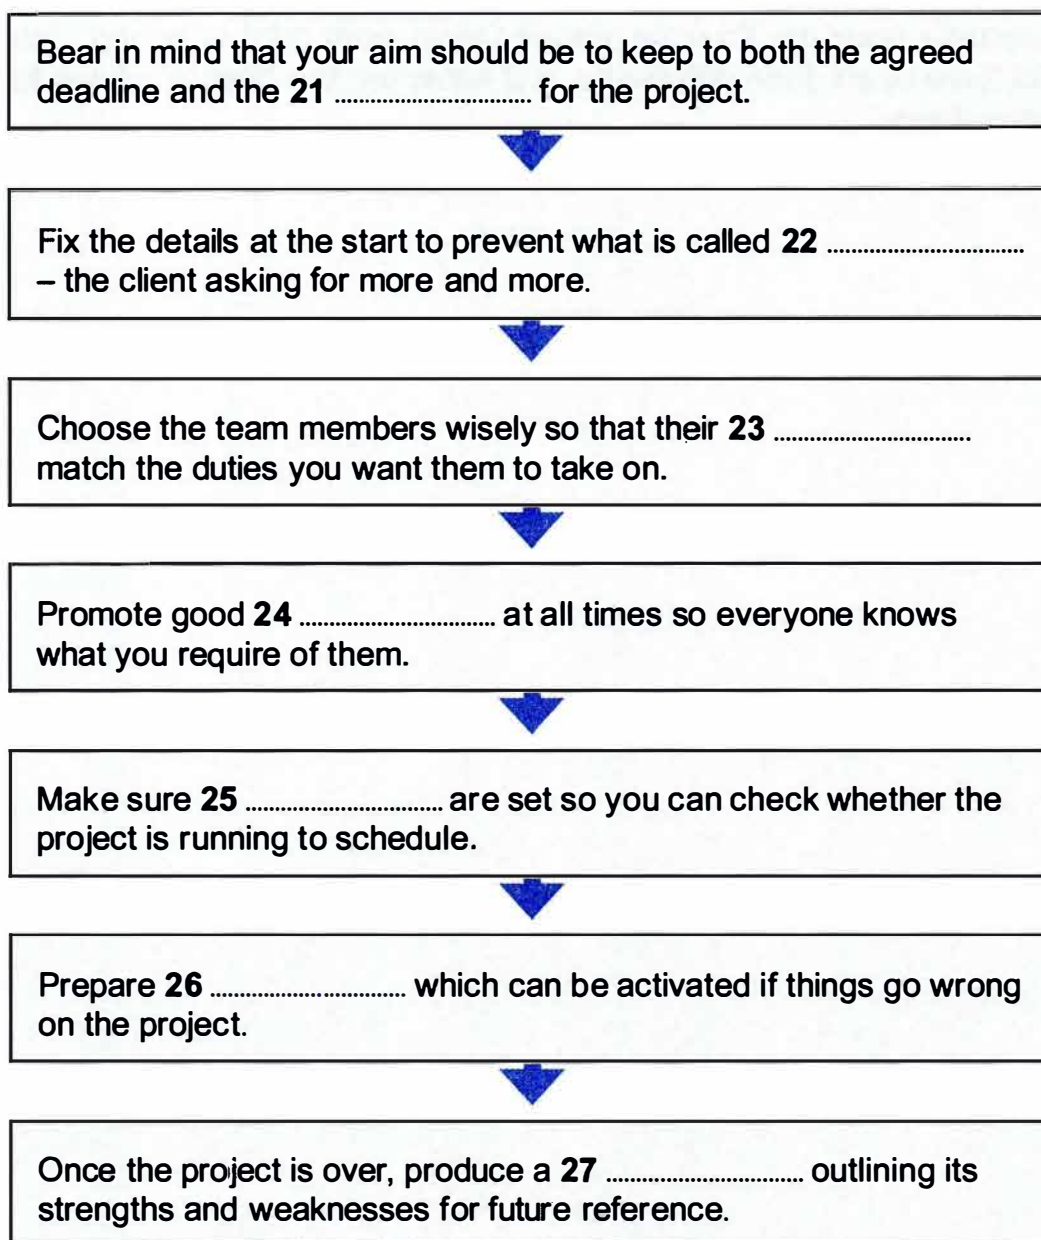 Bear in mind that your aim should be to keep to both the agreed
deadline and the 21 .................................. for the project.
Fix the details at the start to prevent what is called 22 ..................................
– the client asking for more and more.
Choose the team members wisely so that their 23 ..................................
match the duties you want them to take on.
Promote good 24 .................................. at all times so everyone knows
what you require of them.
Make sure 25 .................................. are set so you can check whether the
project is running to schedule.
Prepare 26 .................................. which can be activated if things go wrong
on the project.
Once the project is over, produce a 27 .................................. outlining its
strengths and weaknesses for future reference.